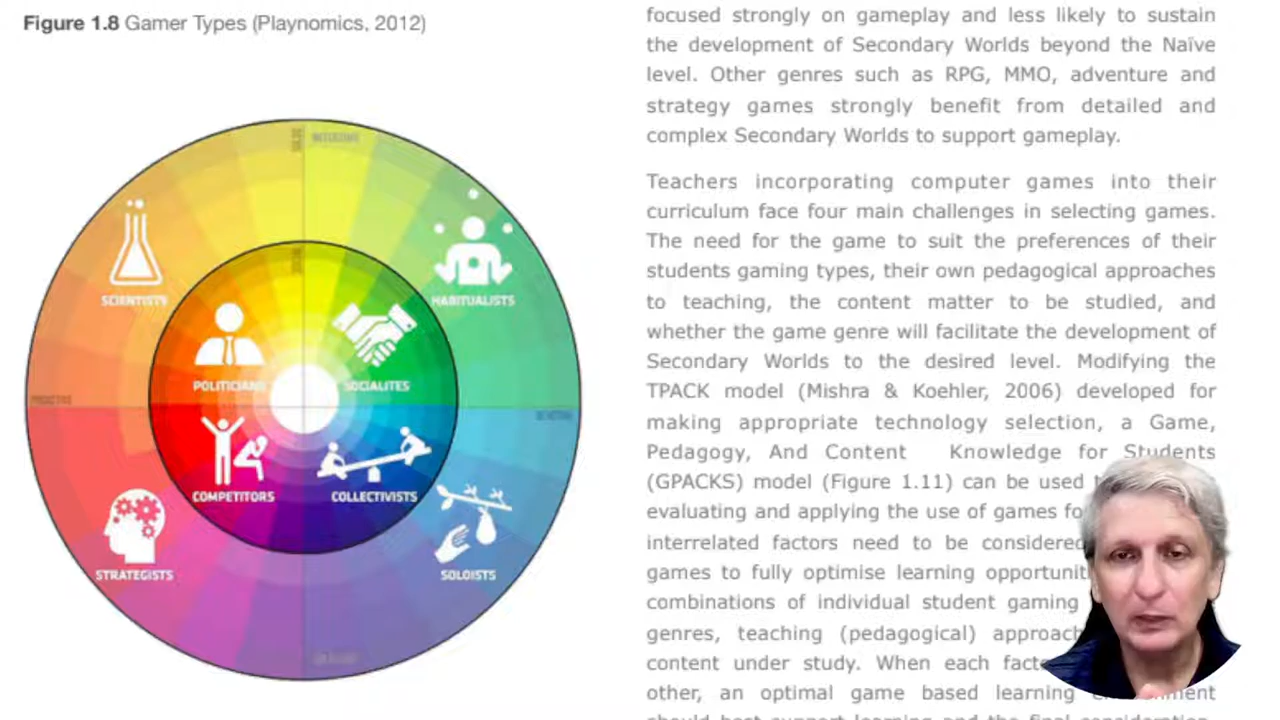 Figure 1.8 Gamer Types (Playnomics, 2012)
SCIENTISTS
HABITUALISTS
POLITICIANS
SOCIALITES
COMPETITORS
COLLECTIVISTS
STRATEGISTS
SOLOISTS
focused strongly on gameplay and less likely to sustain
the development of Secondary Worlds beyond the Naïve
level. Other genres such as RPG, MMO, adventure and
strategy games strongly benefit from detailed and
complex Secondary Worlds to support gameplay.
Teachers incorporating computer games into their
curriculum face four main challenges in selecting games.
The need for the game to suit the preferences of their
students gaming types, their own pedagogical approaches
to teaching, the content matter to be studied, and
whether the game genre will facilitate the development of
Secondary Worlds to the desired level. Modifying the
TPACK model (Mishra & Koehler, 2006) developed for
making appropriate technology selection, a Game,
Pedagogy, And Content Knowledge for Students
(GPACKS) model (Figure 1.11) can be used
evaluating and applying the use of games
interrelated factors need to be considered
games to fully optimise learning
combinations of individual student gaming
genres, teaching (pedagogical)
content under study. When each
other, an optimal game based learning